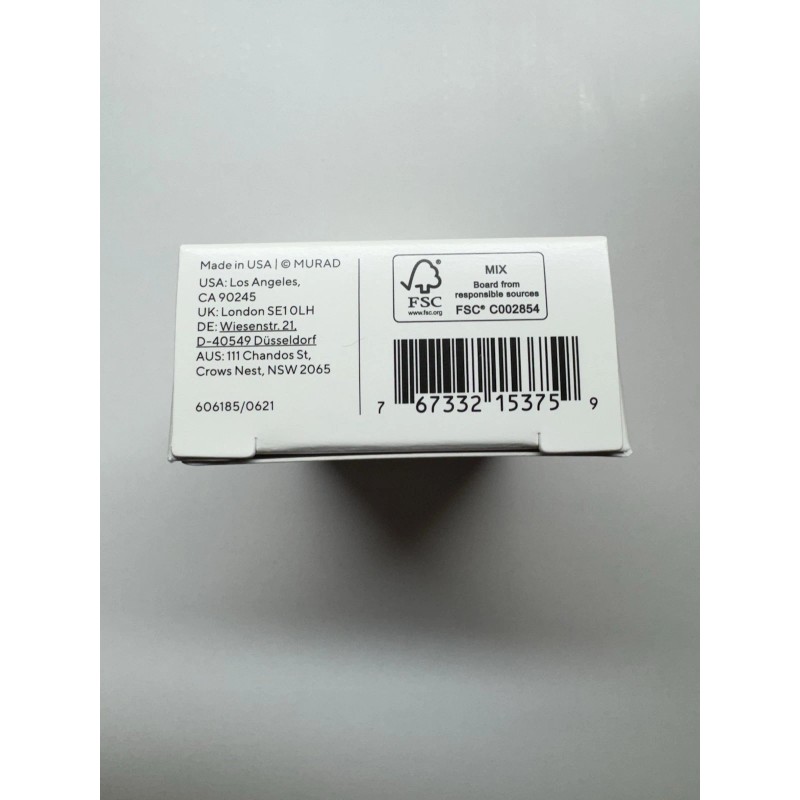 Made in USA | © MURAD
USA: Los Angeles,
CA 90245
UK: London SE1 0LH
DE: Wiesenstr. 21,
D-40549 Düsseldorf
AUS: 111 Chandos St,
Crows Nest, NSW 2065
606185/0621
FSC
www.fsc.org
MIX
Board from
responsible sources
FSC® C002854
7 67332 15375 9